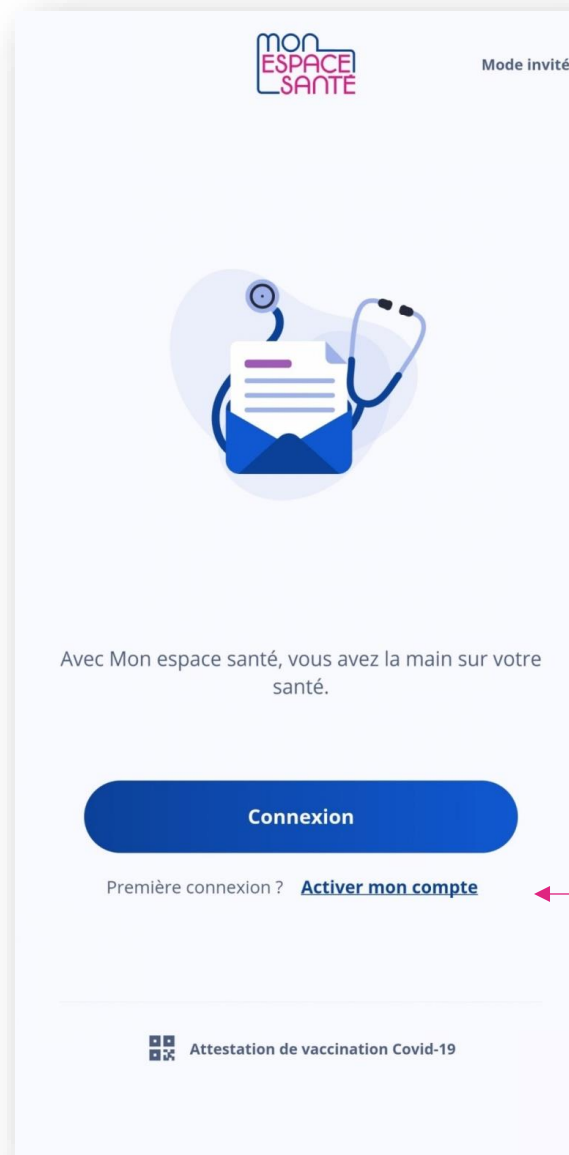 mon
ESPACE
SANTÉ
Mode invité
Avec Mon espace santé, vous avez la main sur votre
santé.
Connexion
Première connexion ? Activer mon compte
Attestation de vaccination Covid-19